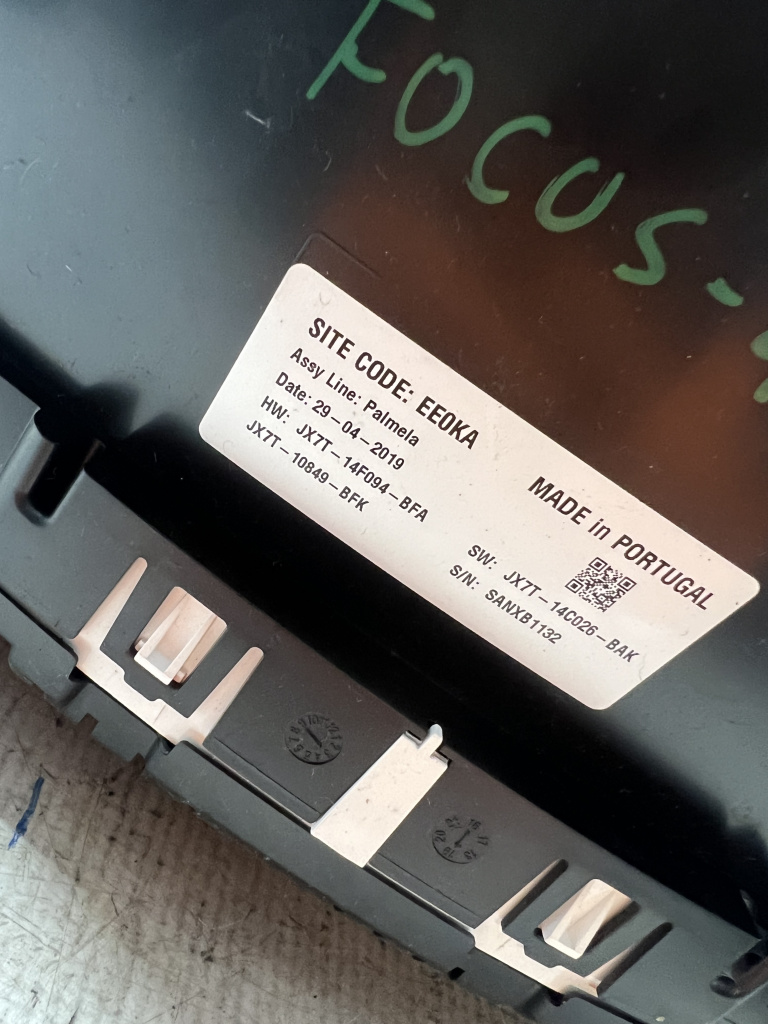 FOCUS-
SITE CODE: EE0KA
Assy Line: Palmela
Date: 29-04-2019
HW: JX7T-14F094-BFA
JX7T-10849-BFK
MADE in PORTUGAL
SW: JX7T-14C026-BAK
S/N: SANXB1132